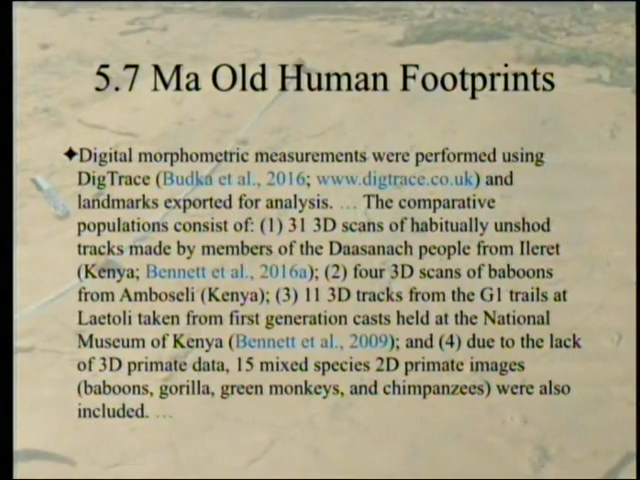 5.7 Ma Old Human Footprints
✦Digital morphometric measurements were performed using
DigTrace (Budka et al., 2016; www.digtrace.co.uk) and
landmarks exported for analysis. … The comparative
populations consist of: (1) 31 3D scans of habitually unshod
tracks made by members of the Daasanach people from Ileret
(Kenya; Bennett et al., 2016a); (2) four 3D scans of baboons
from Amboseli (Kenya); (3) 11 3D tracks from the G1 trails at
Laetoli taken from first generation casts held at the National
Museum of Kenya (Bennett et al., 2009); and (4) due to the lack
of 3D primate data, 15 mixed species 2D primate images
(baboons, gorilla, green monkeys, and chimpanzees) were also
included. …